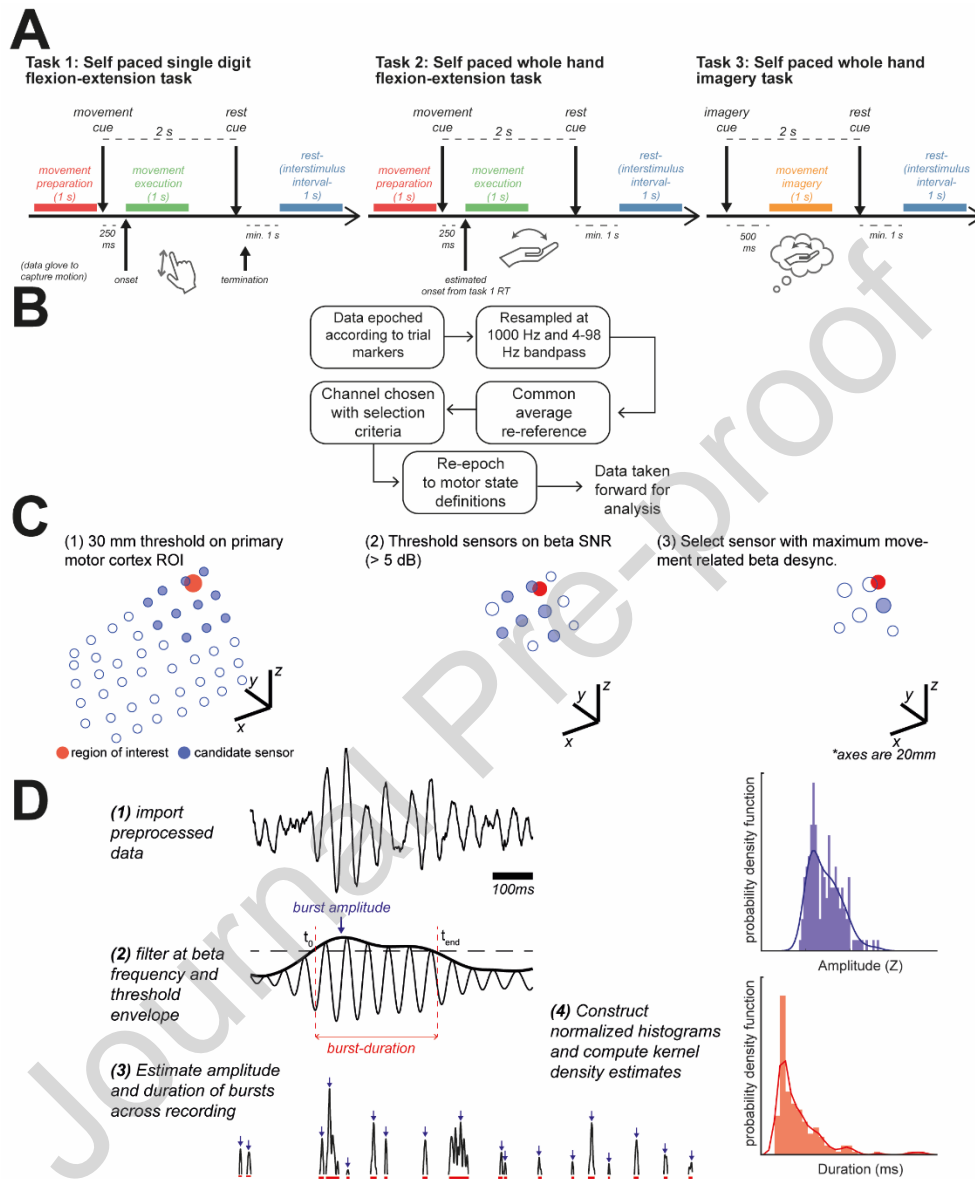 A
Task 1: Self paced single digit
flexion-extension task
movement
cue
2 s
rest
cue
movement
preparation
(1 s)
movement
execution
(1 s)
rest-
(interstimulus
interval-
1 s)
250
ms
min. 1 s
(data glove to
capture motion)
onset
termination
Task 2: Self paced whole hand
flexion-extension task
movement
cue
2 s
rest
cue
movement
preparation
(1 s)
movement
execution
(1 s)
rest-
(interstimulus
interval-
1 s)
250
ms
min. 1 s
estimated
onset from task 1 RT
Task 3: Self paced whole hand
imagery task
imagery
cue
2 s
rest
cue
movement
imagery
(1 s)
rest-
(interstimulus
interval-
1 s)
500
ms
min. 1 s
B
Data epoched
according to trial
markers
Resampled at
1000 Hz and 4-98
Hz bandpass
Channel chosen
with selection
criteria
Common
average
re-reference
Re-epoch
to motor state
definitions
Data taken
forward for
analysis
C
(1) 30 mm threshold on primary
motor cortex ROI
z
y
x
region of interest
candidate sensor
(2) Threshold sensors on beta SNR
(> 5 dB)
z
y
x
(3) Select sensor with maximum move-
ment related beta desync.
z
y
x
*axes are 20mm
D
(1) import
preprocessed
data
100ms
burst amplitude
t0
tend
(2) filter at beta
frequency and
threshold
envelope
burst-duration
(3) Estimate amplitude
and duration of bursts
across recording
(4) Construct
normalized histograms
and compute kernel
density estimates
probability density function
Amplitude (Z)
probability density function
Duration (ms)
Journal Pre-proof